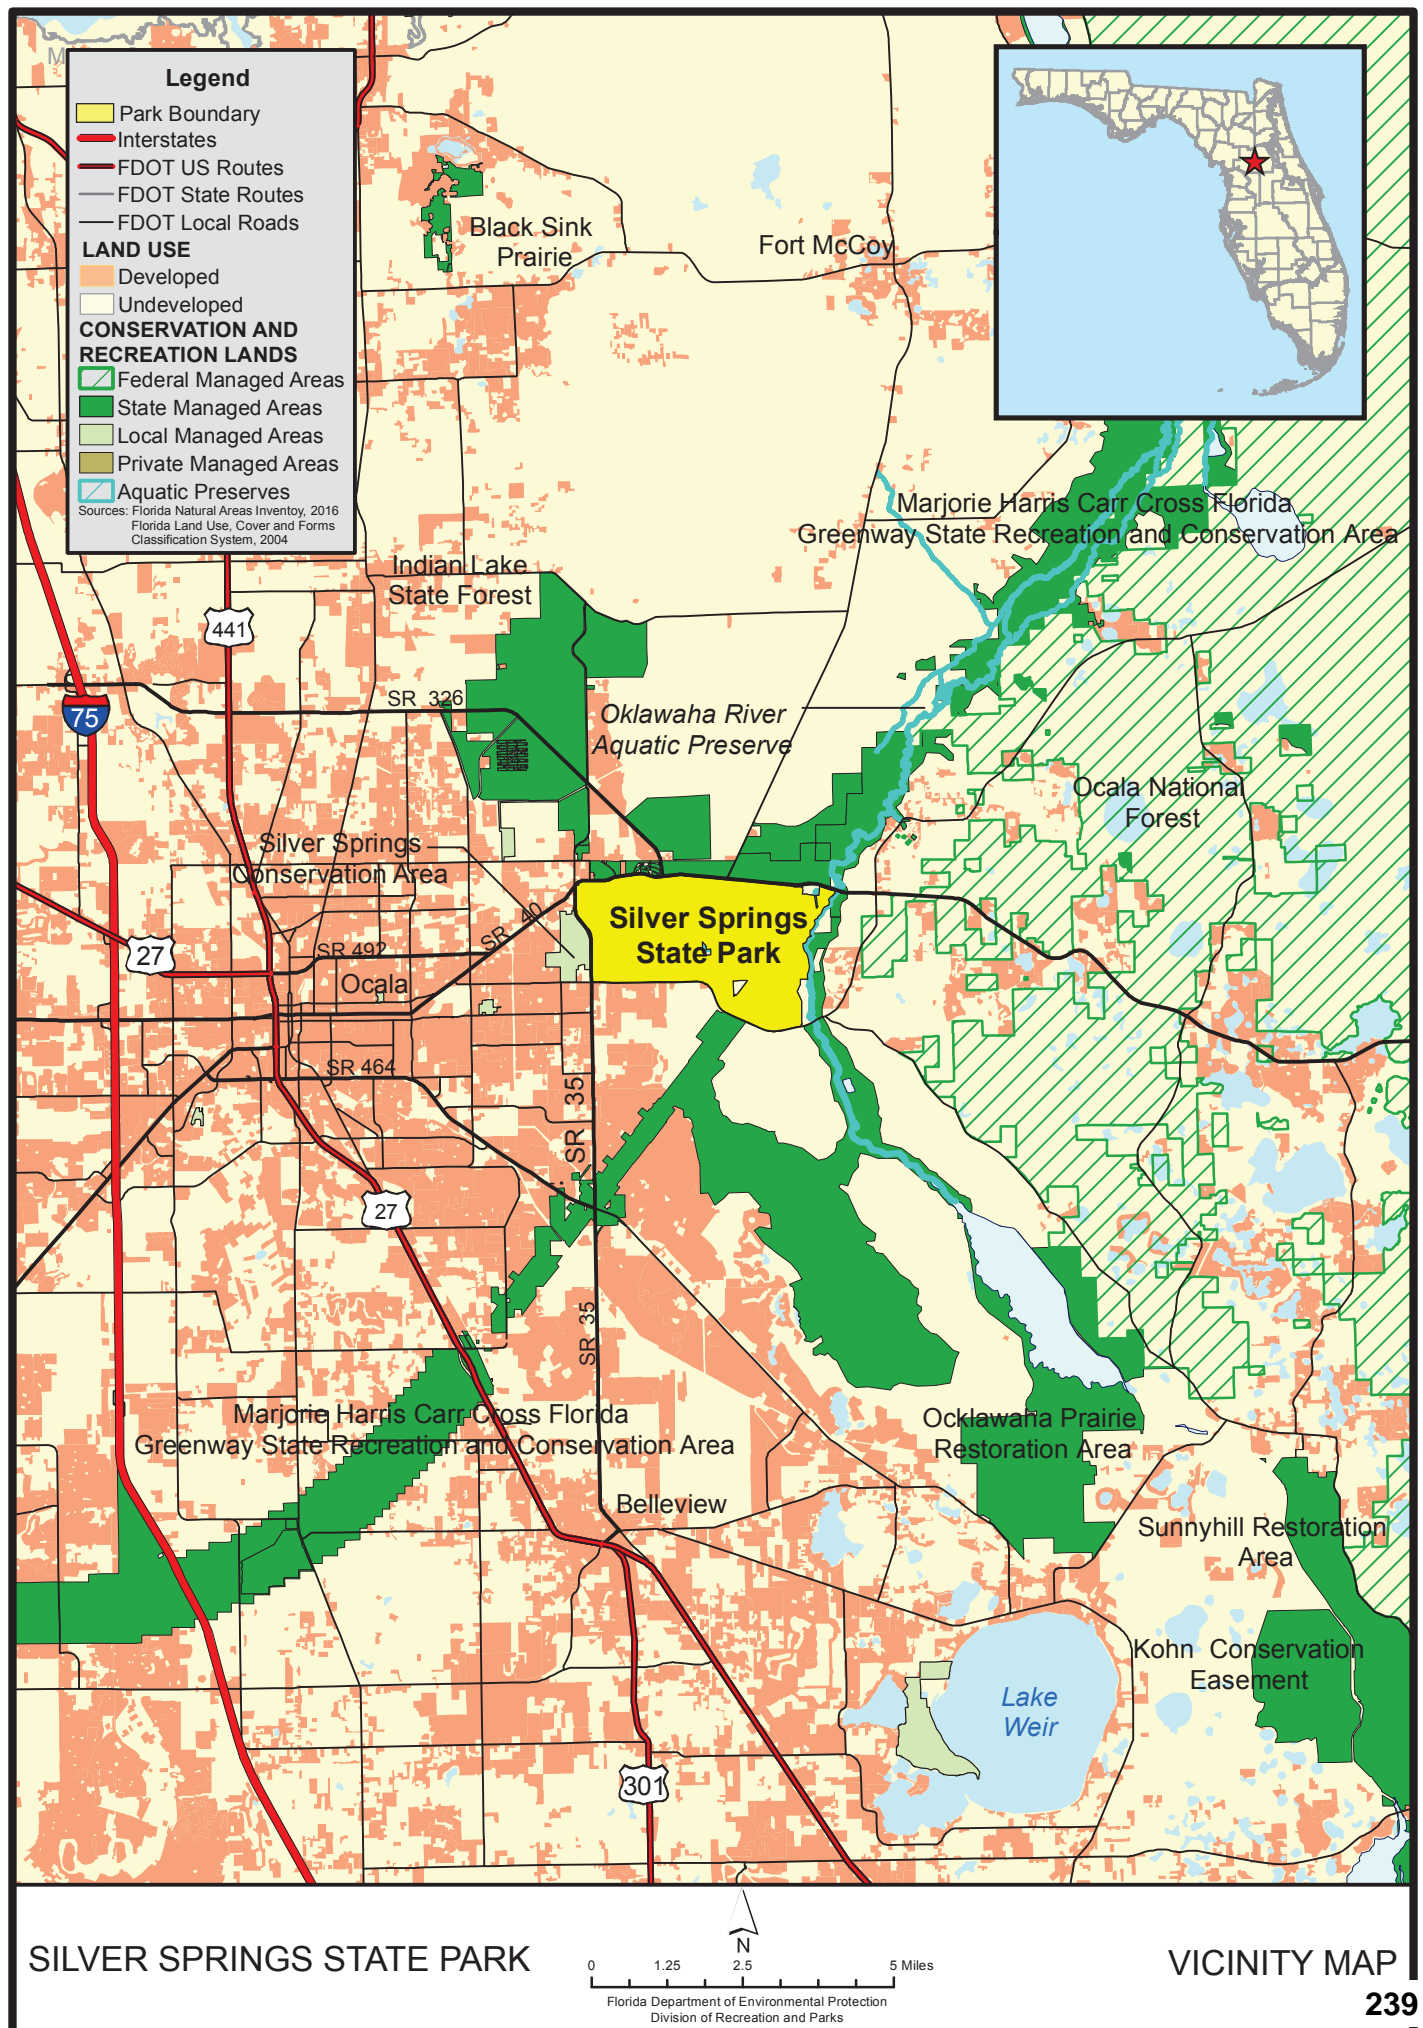 Legend
Park Boundary
Interstates
FDOT US Routes
FDOT State Routes
FDOT Local Roads
LAND USE
Developed
Undeveloped
CONSERVATION AND
RECREATION LANDS
Federal Managed Areas
State Managed Areas
Local Managed Areas
Private Managed Areas
Aquatic Preserves
Sources: Florida Natural Areas Inventoy, 2016
Florida Land Use, Cover and Forms
Classification System, 2004
Black Sink
Prairie
Fort McCoy
Marjorie Harris Carr Cross Florida
Greenway State Recreation and Conservation Area
Indian Lake
State Forest
441
SR 326
75
Oklawaha River
Aquatic Preserve
Ocala National
Forest
Silver Springs
Conservation Area
Silver Springs
State Park
SR 40
27
SR 492
Ocala
SR 464
SR 35
27
SR 35
Marjorie Harris Carr Cross Florida
Greenway State Recreation and Conservation Area
Ocklawaha Prairie
Restoration Area
Belleview
Sunnyhill Restoration
Area
Kohn Conservation
Easement
Lake
Weir
301
SILVER SPRINGS STATE PARK
N
0 1.25 2.5 5 Miles
Florida Department of Environmental Protection
Division of Recreation and Parks
VICINITY MAP
239